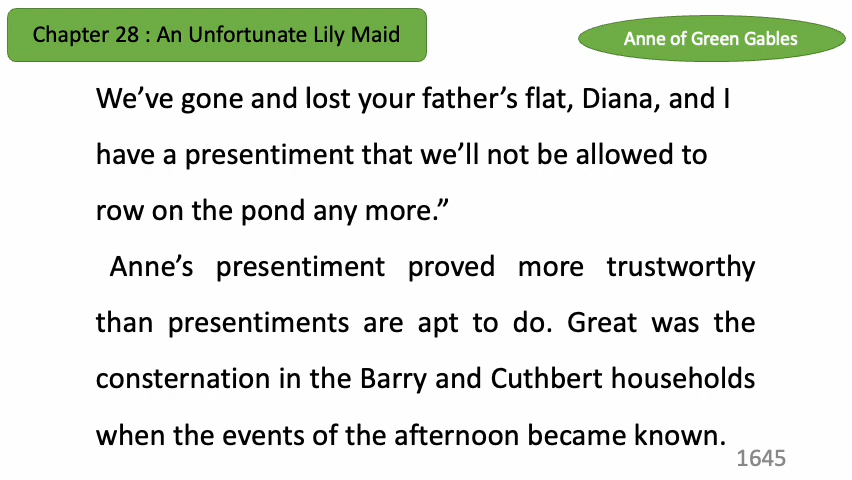 Chapter 28 : An Unfortunate Lily Maid
Anne of Green Gables
We’ve gone and lost your father’s flat, Diana, and I
have a presentiment that we’ll not be allowed to
row on the pond any more.”
Anne’s presentiment proved more trustworthy
than presentiments are apt to do. Great was the
consternation in the Barry and Cuthbert households
when the events of the afternoon became known.
1645